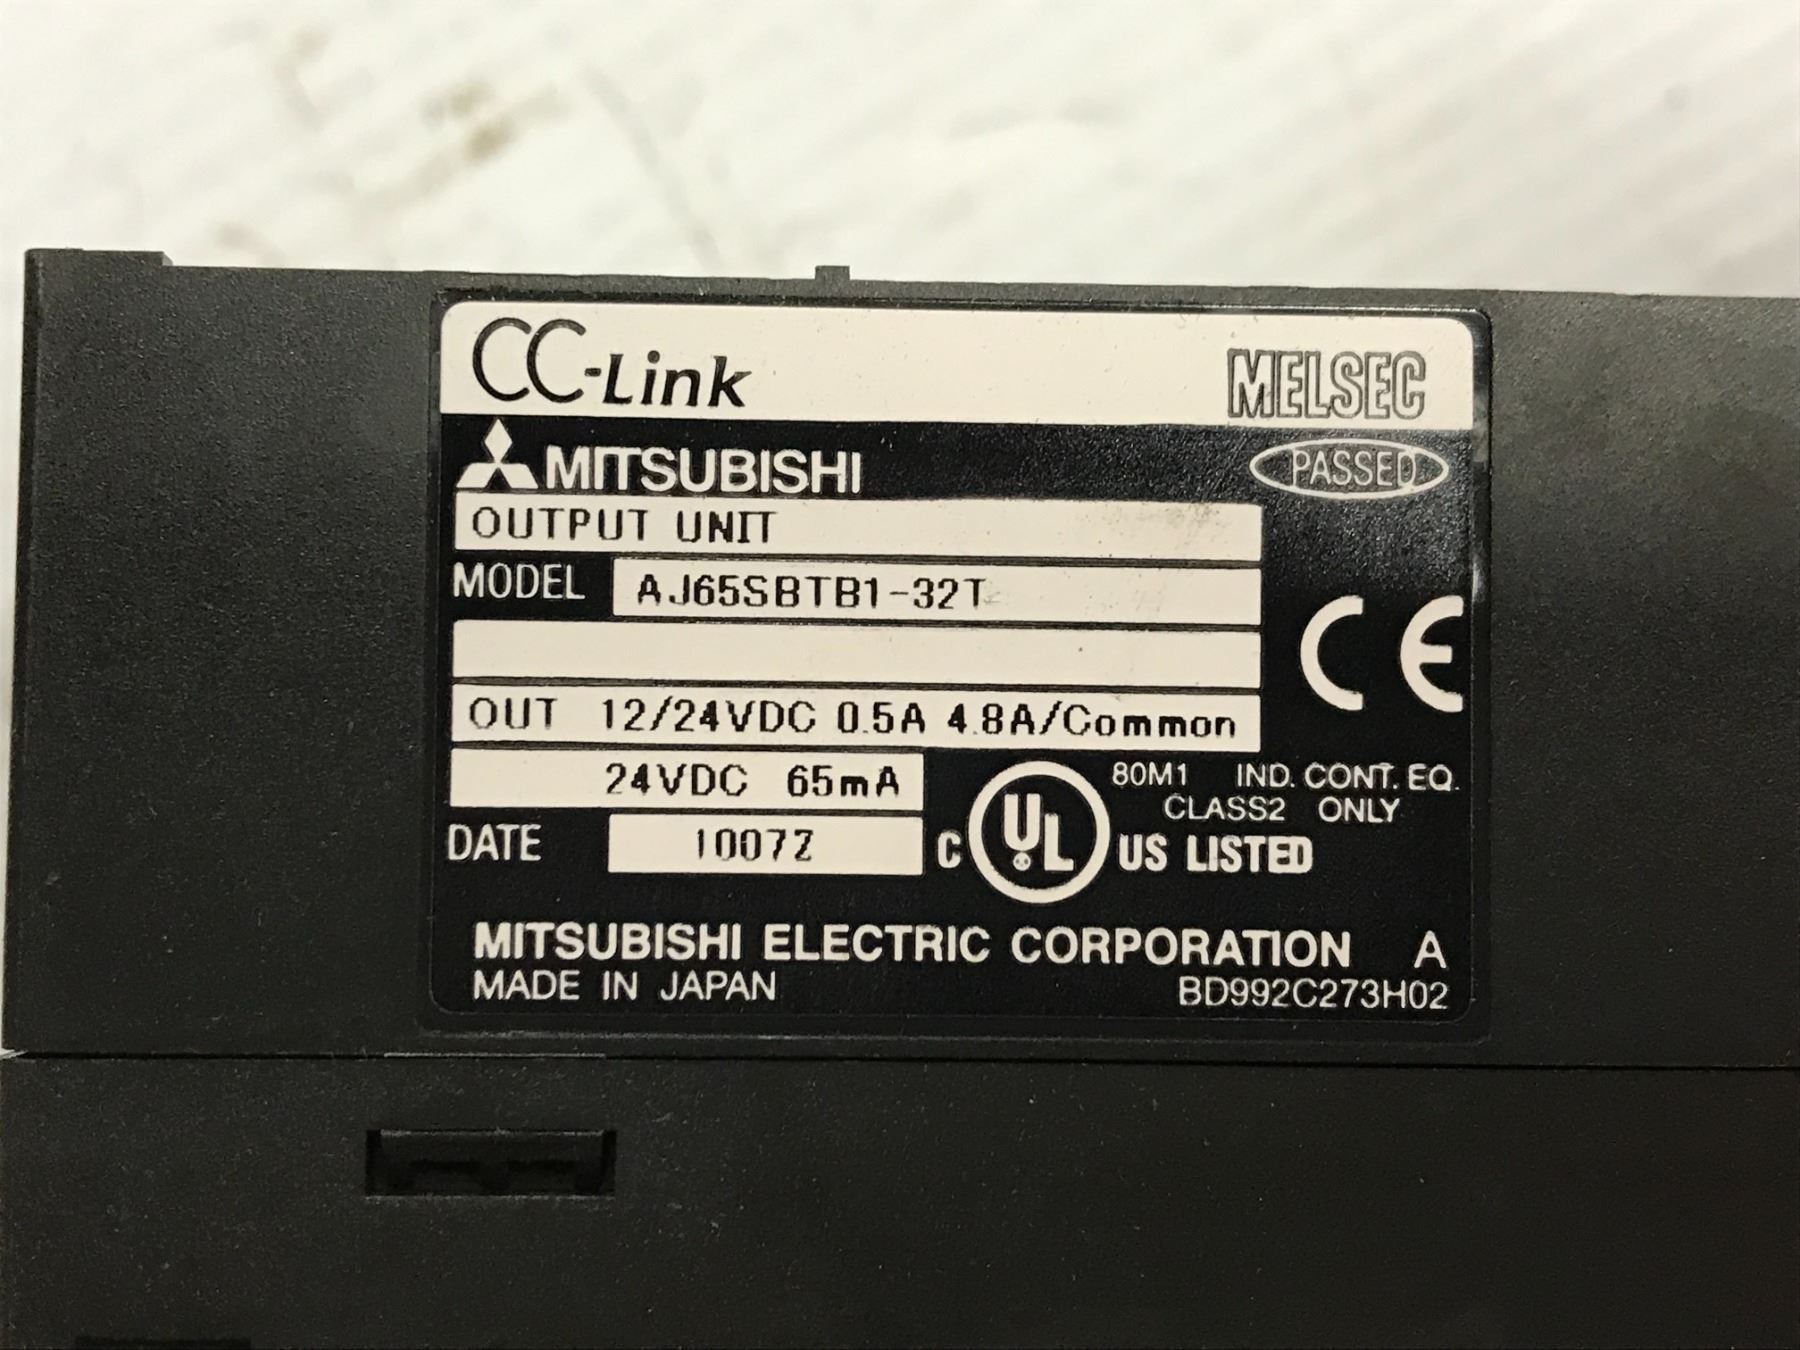 CC-Link MELSEC
MITSUBISHI PASSED
OUTPUT UNIT
MODEL AJ65SBTB1-32T
CE
OUT 12/24VDC 0.5A 4.8A/Common
24VDC 65mA
80M1 IND. CONT. EQ.
CLASS2 ONLY
DATE 1007Z
C UL US LISTED
MITSUBISHI ELECTRIC CORPORATION A
MADE IN JAPAN BD992C273H02